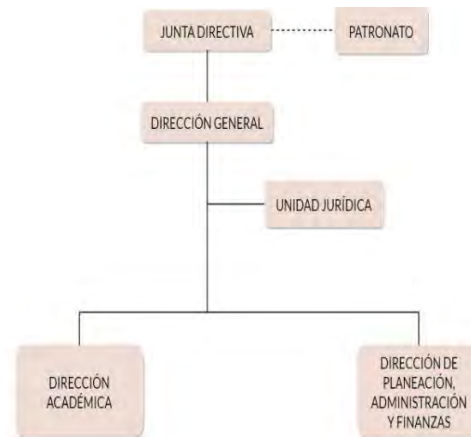 JUNTA DIRECTIVA
PATRONATO
DIRECCIÓN GENERAL
UNIDAD JURÍDICA
DIRECCIÓN
ACADÉMICA
DIRECCIÓN DE
PLANEACIÓN,
ADMINISTRACIÓN
Y FINANZAS